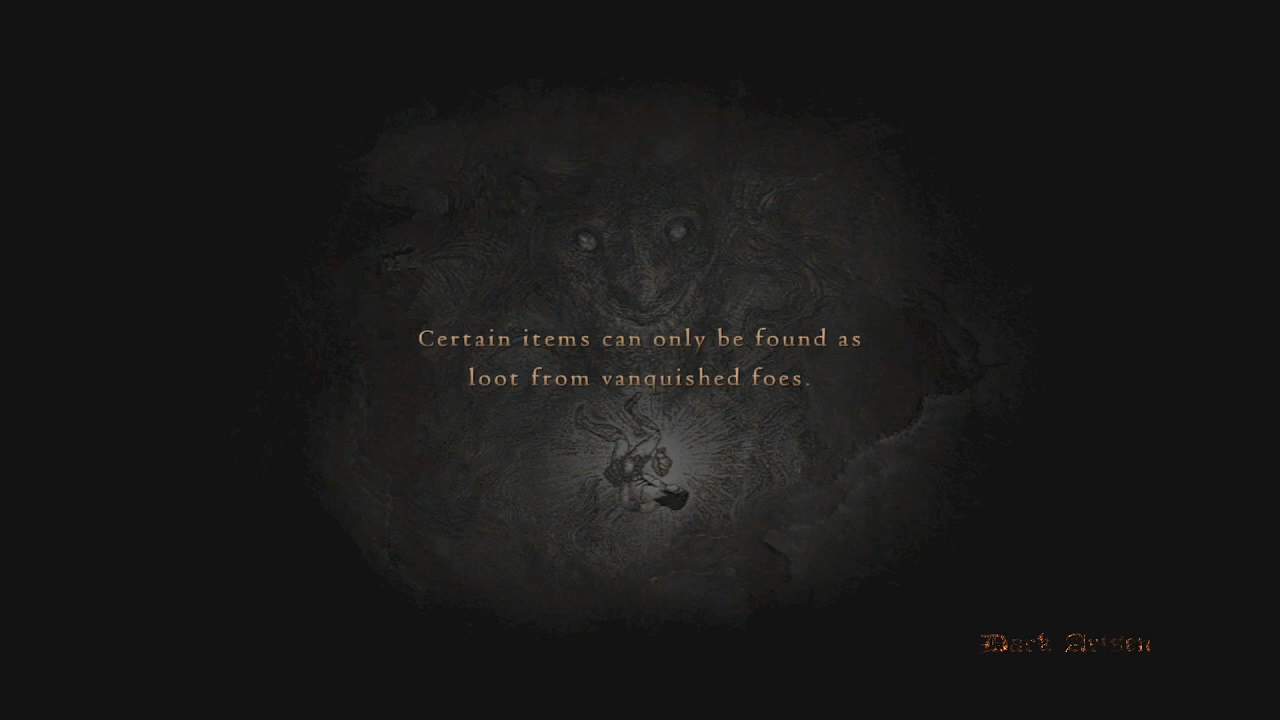 Certain items can only be found as
loot from vanquished foes.
Dark Arisen